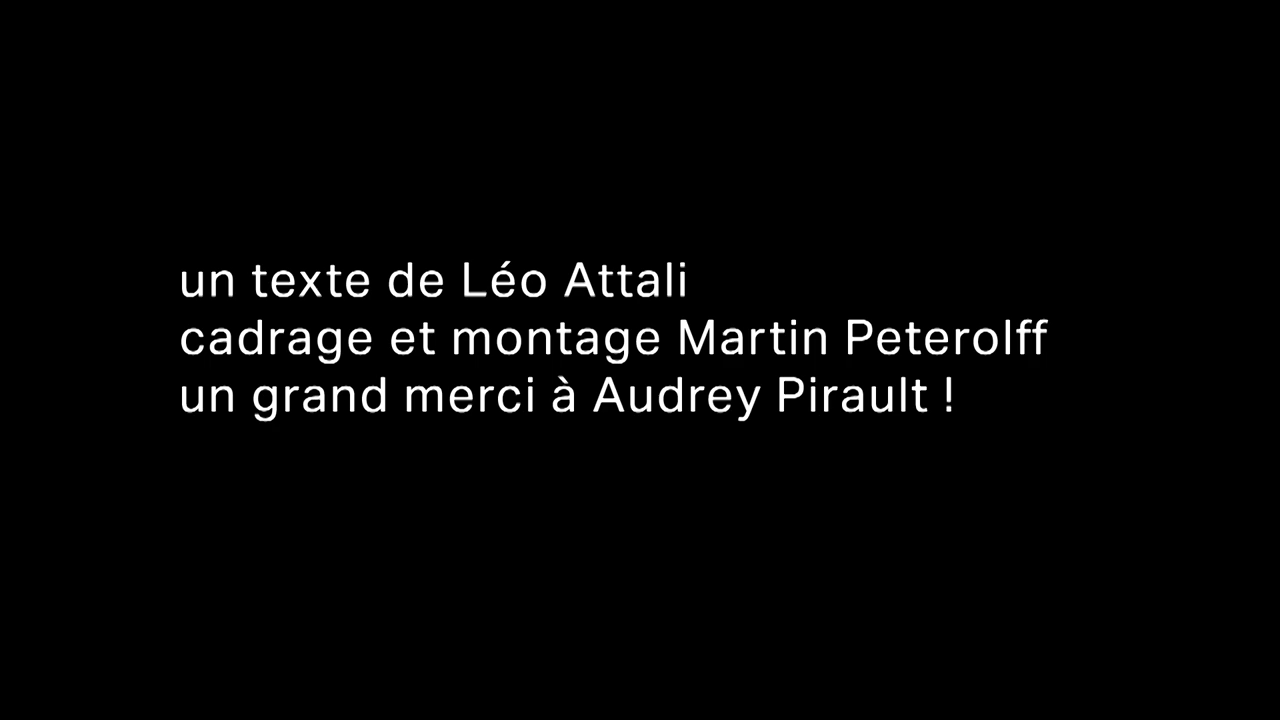 un texte de Léo Attali
cadrage et montage Martin Peterolff
un grand merci à Audrey Pirault !